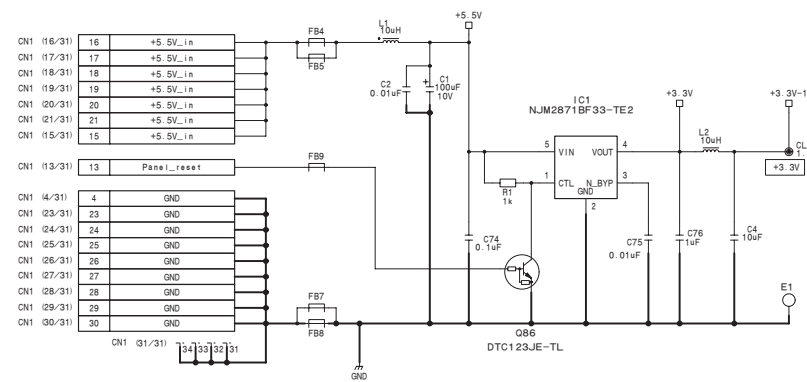 +5.5V
FB4
L1
10uH
CN1 (16/31) 16 +5.5V_in
CN1 (17/31) 17 +5.5V_in
FB5
CN1 (18/31) 18 +5.5V_in
CN1 (19/31) 19 +5.5V_in
CN1 (20/31) 20 +5.5V_in
CN1 (21/31) 21 +5.5V_in
CN1 (15/31) 15 +5.5V_in
C2
0.01uF
+ C1
100uF
10V
IC1
NJM2871BF33-TE2
+3.3V
+3.3V-1
L2
10uH
CL
1.
+3.3V
5 VIN VOUT 4
1 CTL N_BYP 3
GND
2
R1
1k
CN1 (13/31) 13 Panel_reset
FB9
CN1 (4/31) 4 GND
CN1 (23/31) 23 GND
CN1 (24/31) 24 GND
CN1 (25/31) 25 GND
CN1 (26/31) 26 GND
CN1 (27/31) 27 GND
CN1 (28/31) 28 GND
CN1 (29/31) 29 GND
CN1 (30/31) 30 GND
C74
0.1uF
C75
0.01uF
C76
1uF
C4
10uF
E1
FB7
FB8
Q86
DTC123JE-TL
CN1 (31/31) 34 33 32 31
GND